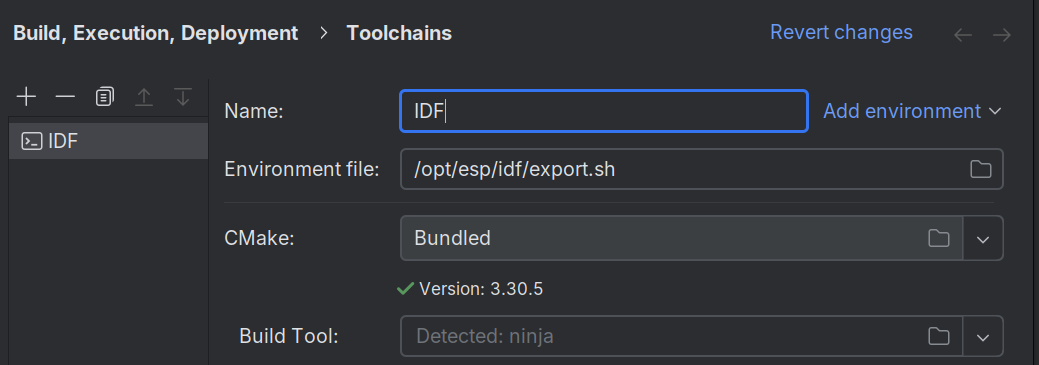 Build, Execution, Deployment > Toolchains Revert changes
IDF
Name: IDF Add environment
Environment file: /opt/esp/idf/export.sh
CMake: Bundled
Version: 3.30.5
Build Tool: Detected: ninja